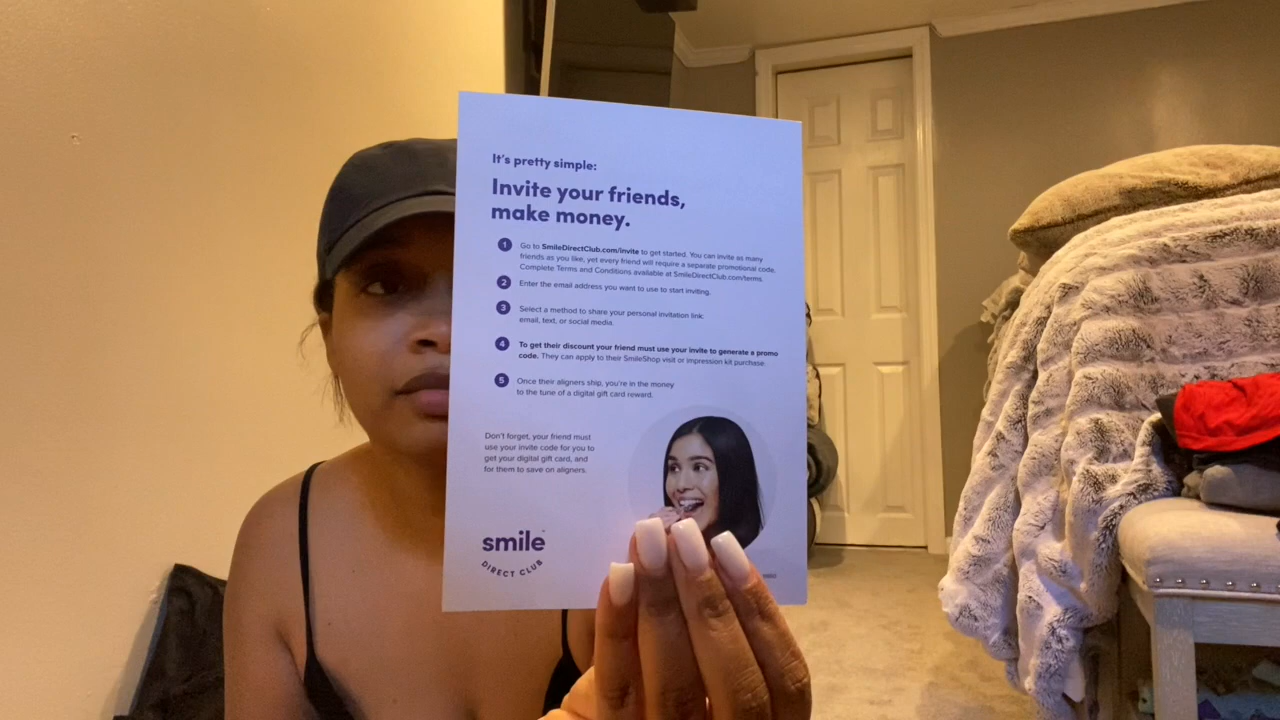 It's pretty simple:
Invite your friends,
make money.
1 Go to SmileDirectClub.com/invite to get started. You can invite as many
friends as you like, yet every friend will require a separate promotional code.
Complete Terms and Conditions available at SmileDirectClub.com/terms.
2 Enter the email address you want to use to start inviting.
3 Select a method to share your personal invitation link:
email, text, or social media.
4 To get their discount your friend must use your invite to generate a promo
code. They can apply to their SmileShop visit or impression kit purchase.
5 Once their aligners ship, you're in the money
to the tune of a digital gift card reward.
Don't forget, your friend must
use your invite code for you to
get your digital gift card, and
for them to save on aligners.
smile
DIRECT CLUB